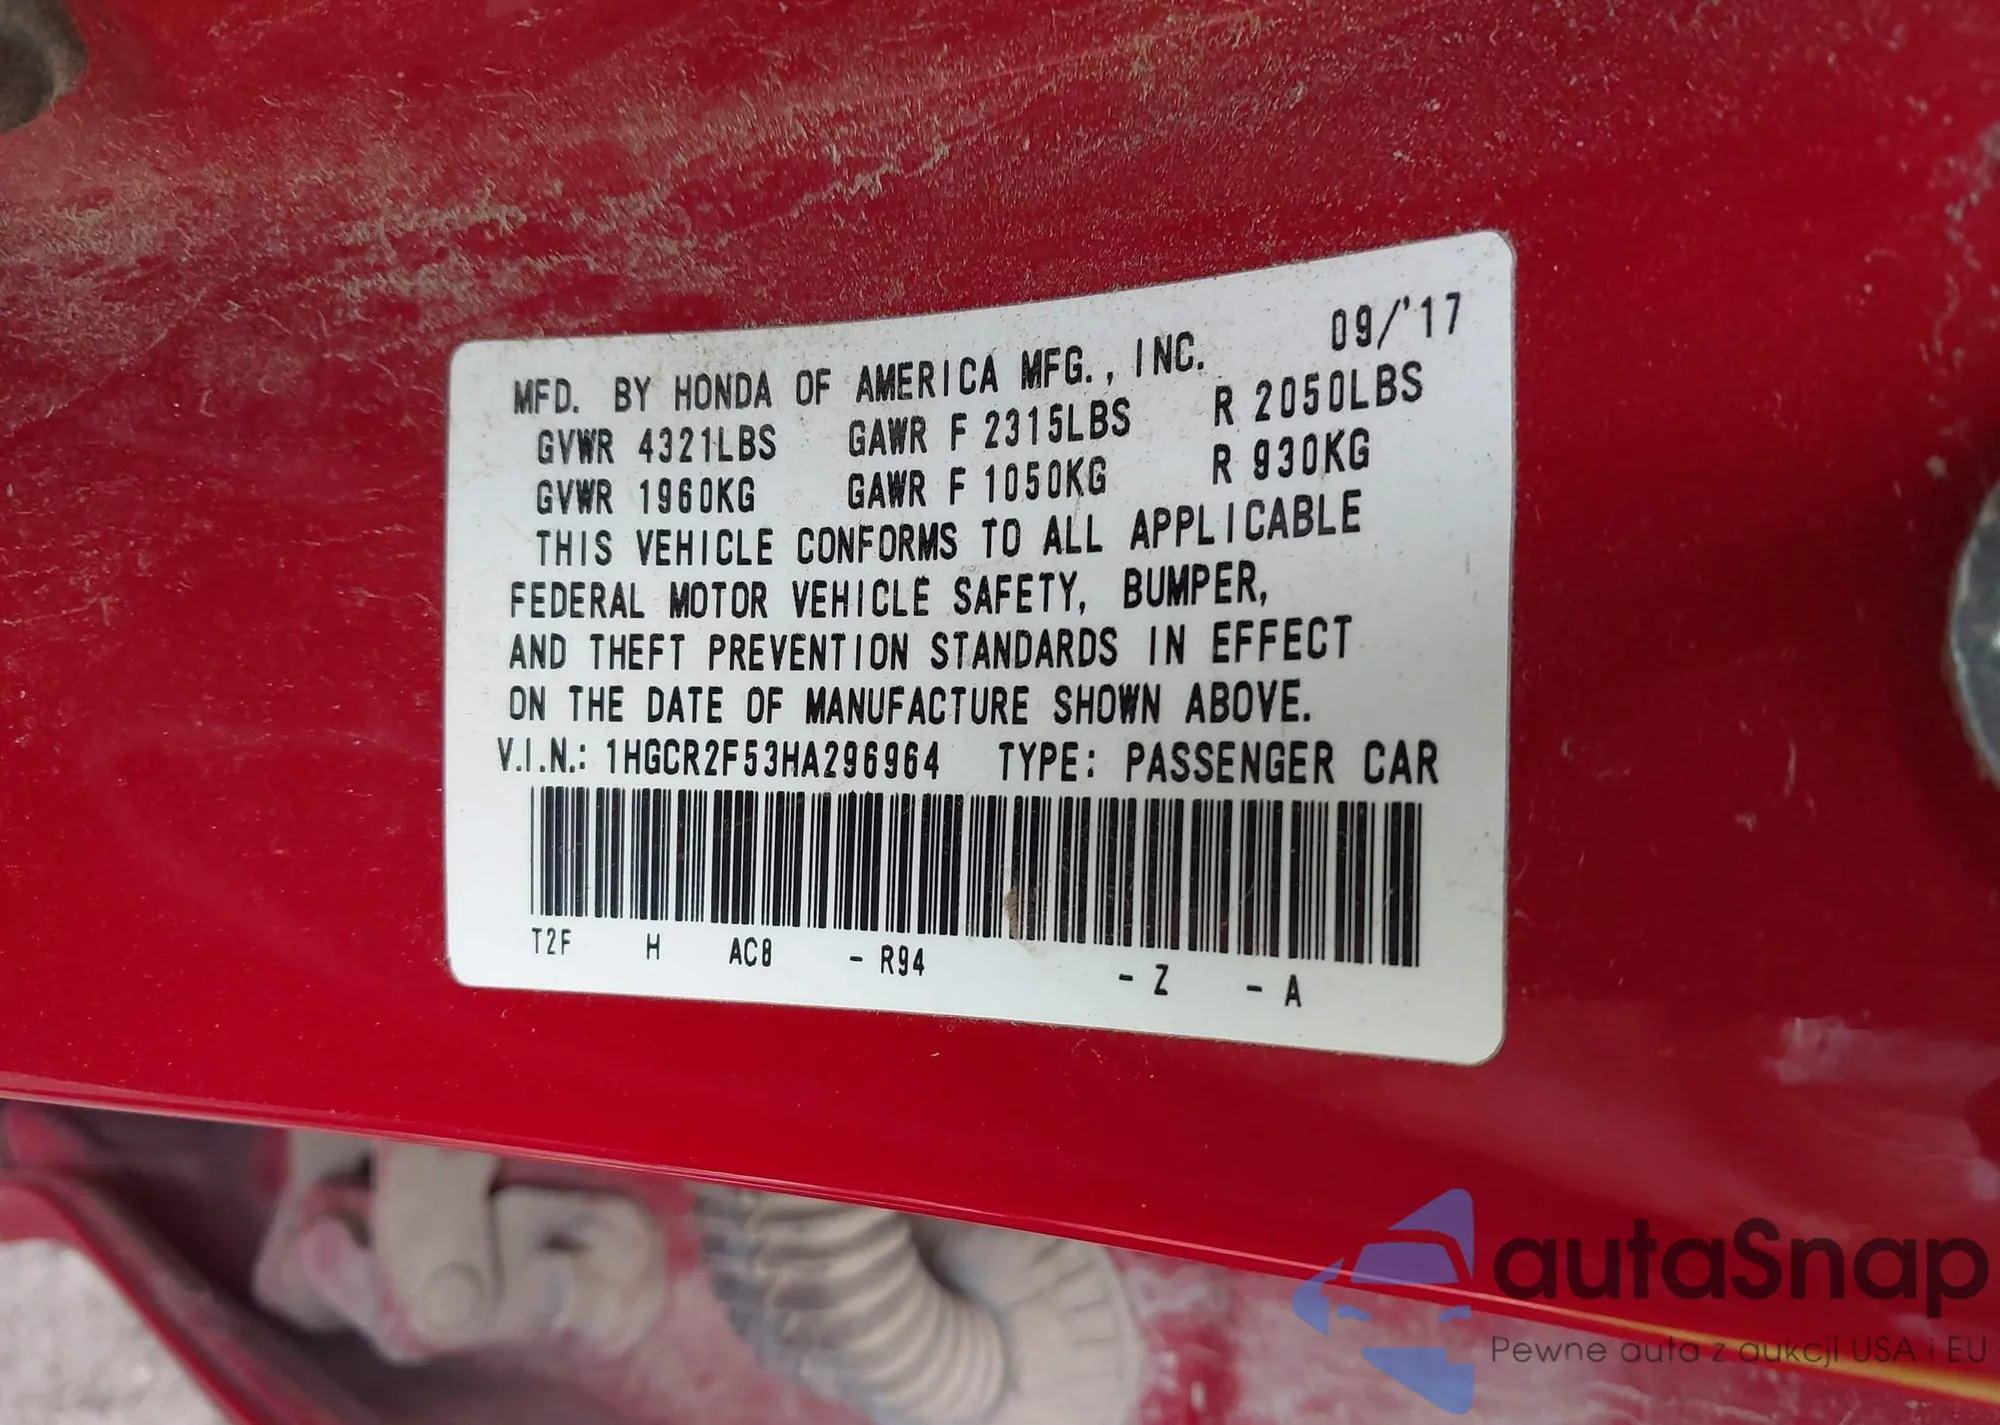 09/'17
MFD. BY HONDA OF AMERICA MFG., INC.
GVWR 4321LBS GAWR F 2315LBS R 2050LBS
GVWR 1960KG GAWR F 1050KG R 930KG
THIS VEHICLE CONFORMS TO ALL APPLICABLE
FEDERAL MOTOR VEHICLE SAFETY, BUMPER,
AND THEFT PREVENTION STANDARDS IN EFFECT
ON THE DATE OF MANUFACTURE SHOWN ABOVE.
V.I.N.: 1HGCR2F53HA296964 TYPE: PASSENGER CAR
T2F H AC8 - R94 - Z - A
autaSnap
Pewne auta z aukcji USA i EU